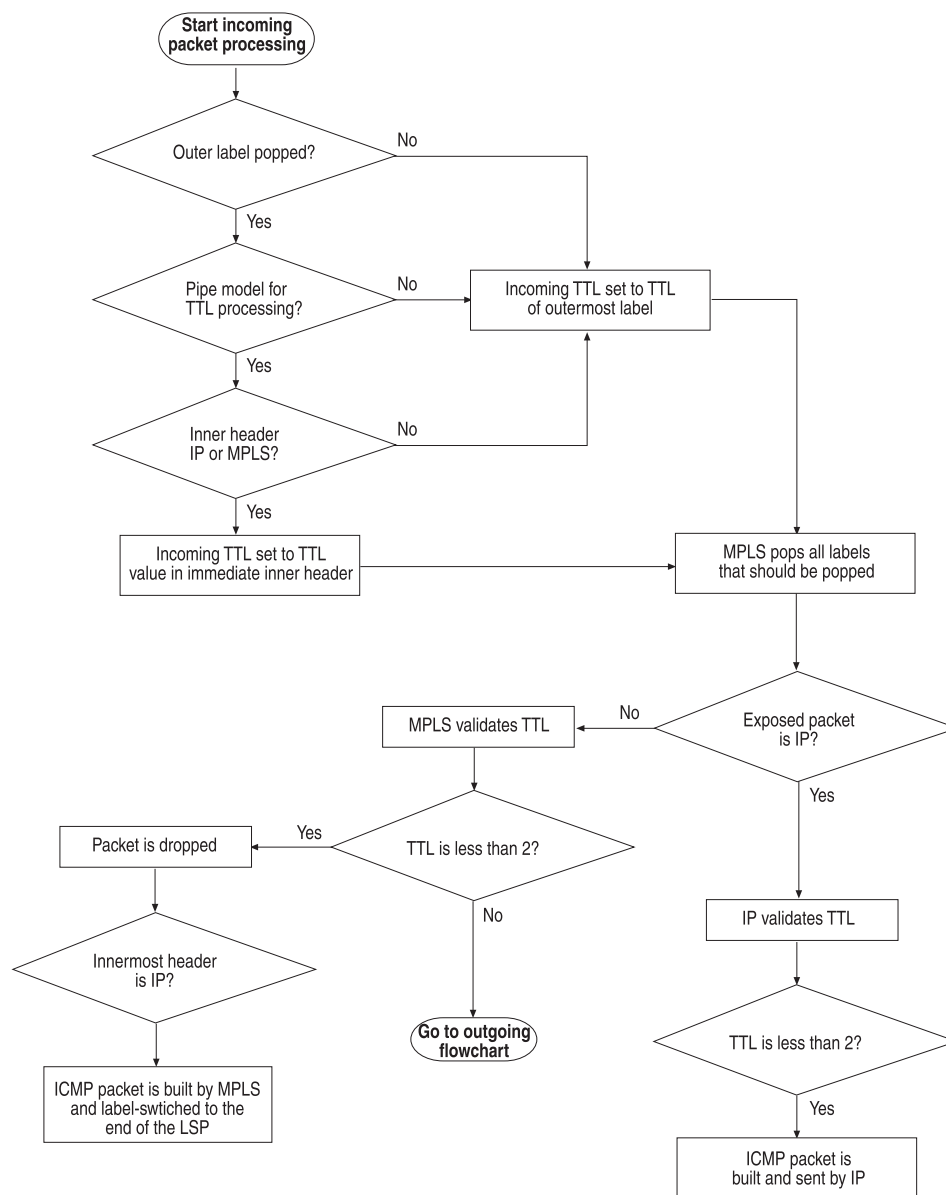 Start incoming
packet processing
No
Outer label popped?
Yes
Pipe model for
TTL processing?
No
Incoming TTL set to TTL
of outermost label
Yes
Inner header
IP or MPLS?
No
Yes
Incoming TTL set to TTL
value in immediate inner header
MPLS pops all labels
that should be popped
MPLS validates TTL
No
Exposed packet
is IP?
Yes
Packet is dropped
Yes
TTL is less than 2?
No
IP validates TTL
Innermost header
is IP?
Go to outgoing
flowchart
TTL is less than 2?
ICMP packet is built by MPLS
and label-swtiched to the
end of the LSP
Yes
ICMP packet is
built and sent by IP